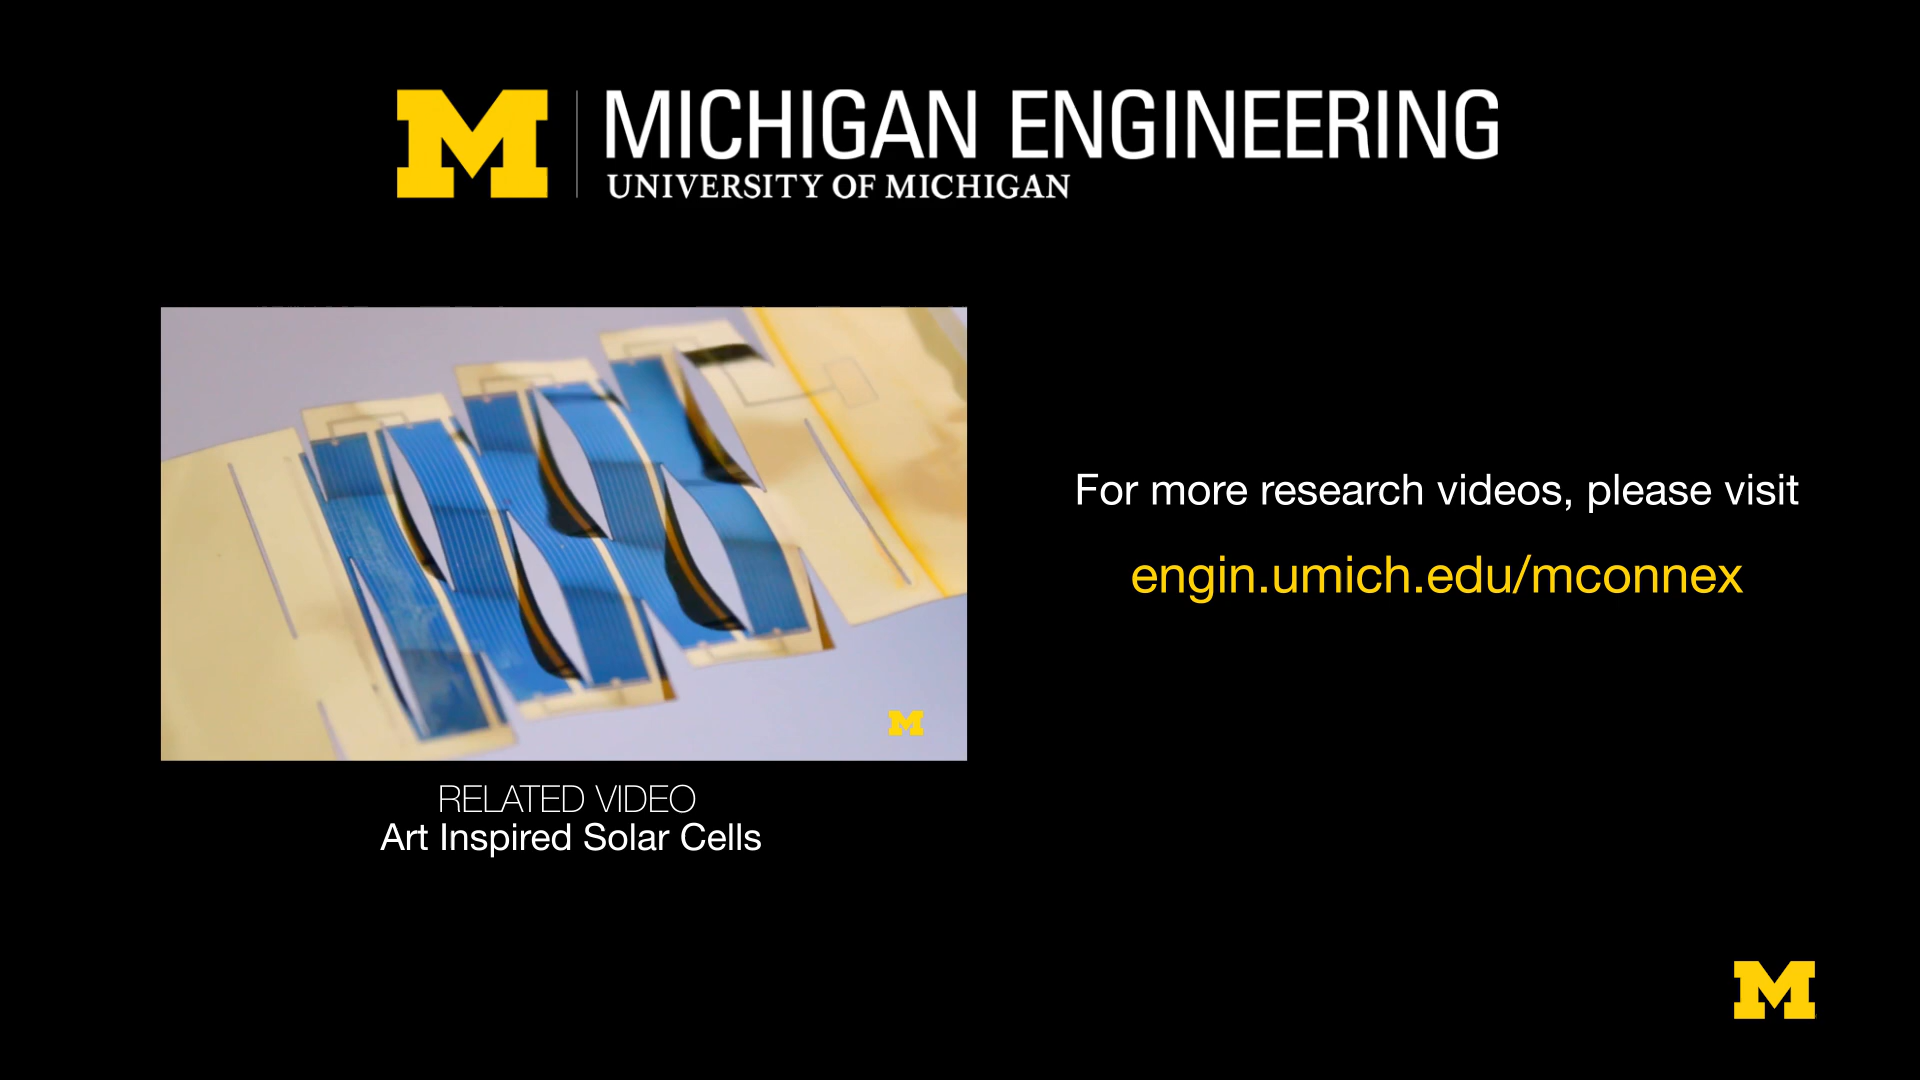 M MICHIGAN ENGINEERING
UNIVERSITY OF MICHIGAN
For more research videos, please visit
engin.umich.edu/mconnex
M
RELATED VIDEO
Art Inspired Solar Cells
M